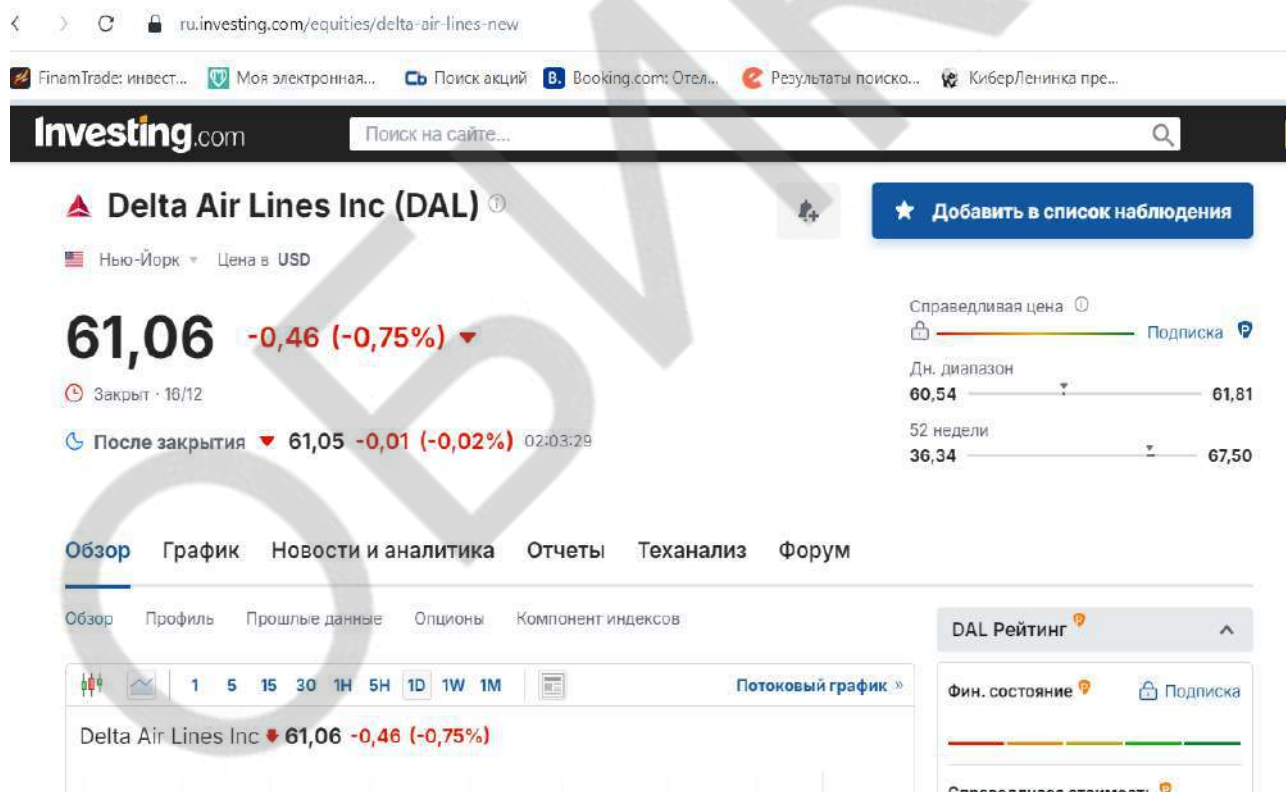 ru.investing.com/equities/delta-air-lines-new
FinamTrade: инвест... Моя электронная... Сь Поиск акций B. Booking.com: Отел... Результаты поиско... КиберЛенинка пре...
Investing.com Поиск на сайте...
Delta Air Lines Inc (DAL)
Добавить в список наблюдения
Нью-Йорк Цена в USD
61,06 -0,46 (-0,75%)
Справедливая цена
Подписка
Закрыт · 16/12
Дн. диапазон
60,54 61,81
После закрытия 61,05 -0,01 (-0,02%) 02:03:29
52 недели
36,34 67,50
Обзор График Новости и аналитика Отчеты Теханализ Форум
Обзор Профиль Прошлые данные Опционы Компонент индексов
DAL Рейтинг
1 5 15 30 1H 5H 1D 1W 1M Потоковый график »
Фин. состояние Подписка
Delta Air Lines Inc 61,06 -0,46 (-0,75%)
Справедливая стоимость